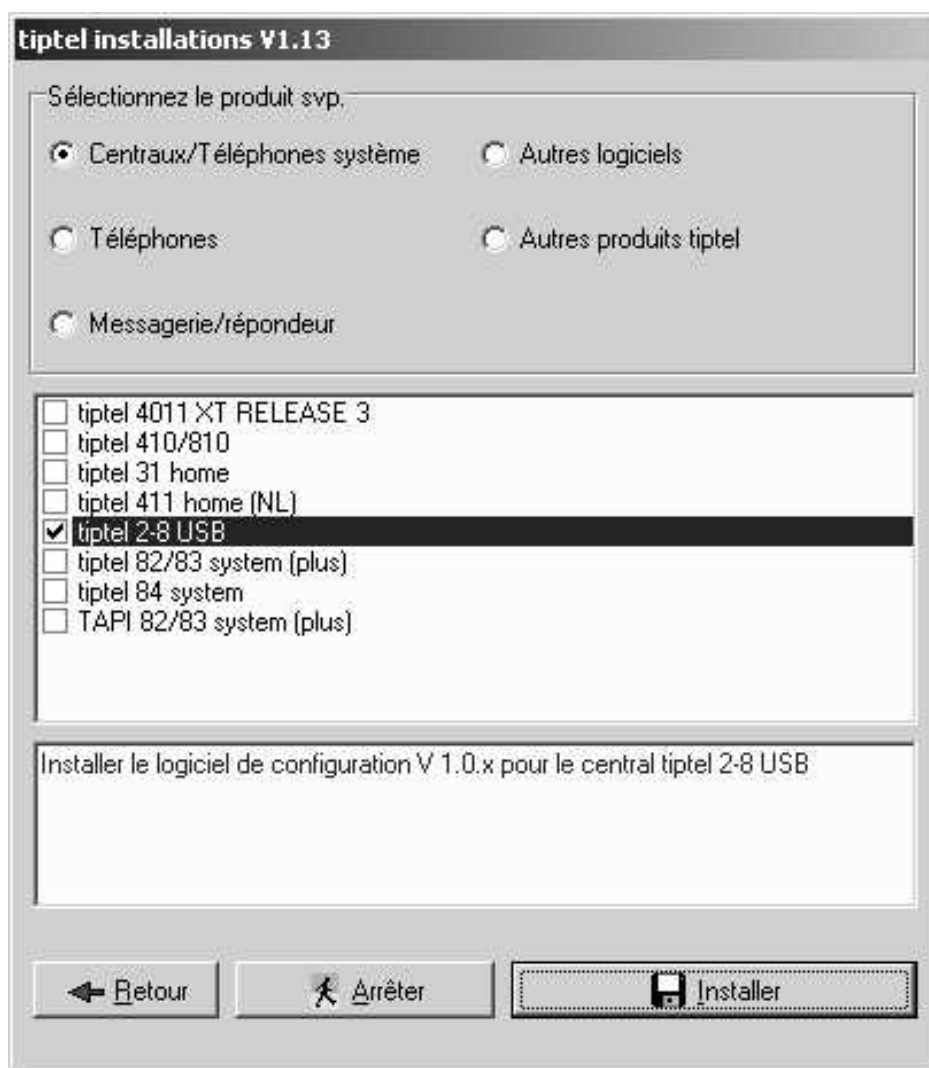 tiptel installations V1.13
Sélectionnez le produit svp.
Centraux/Téléphones système
Autres logiciels
Téléphones
Autres produits tiptel
Messagerie/répondeur
tiptel 4011 XT RELEASE 3
tiptel 410/810
tiptel 31 home
tiptel 411 home (NL)
tiptel 2-8 USB
tiptel 82/83 system (plus)
tiptel 84 system
TAPI 82/83 system (plus)
Installer le logiciel de configuration V 1.0.x pour le central tiptel 2-8 USB
Retour
Arrêter
Installer